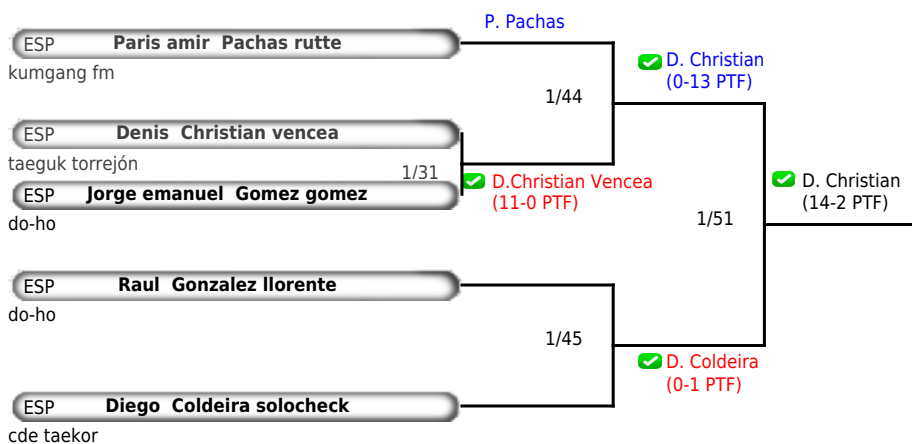 P. Pachas
ESP Paris amir Pachas rutte
kumgang fm
D. Christian
(0-13 PTF)
1/44
ESP Denis Christian vencea
taeguk torrejón
1/31
D.Christian Vencea
(11-0 PTF)
ESP Jorge emanuel Gomez gomez
do-ho
D. Christian
(14-2 PTF)
1/51
ESP Raul Gonzalez llorente
do-ho
1/45
D. Coldeira
(0-1 PTF)
ESP Diego Coldeira solocheck
cde taekor